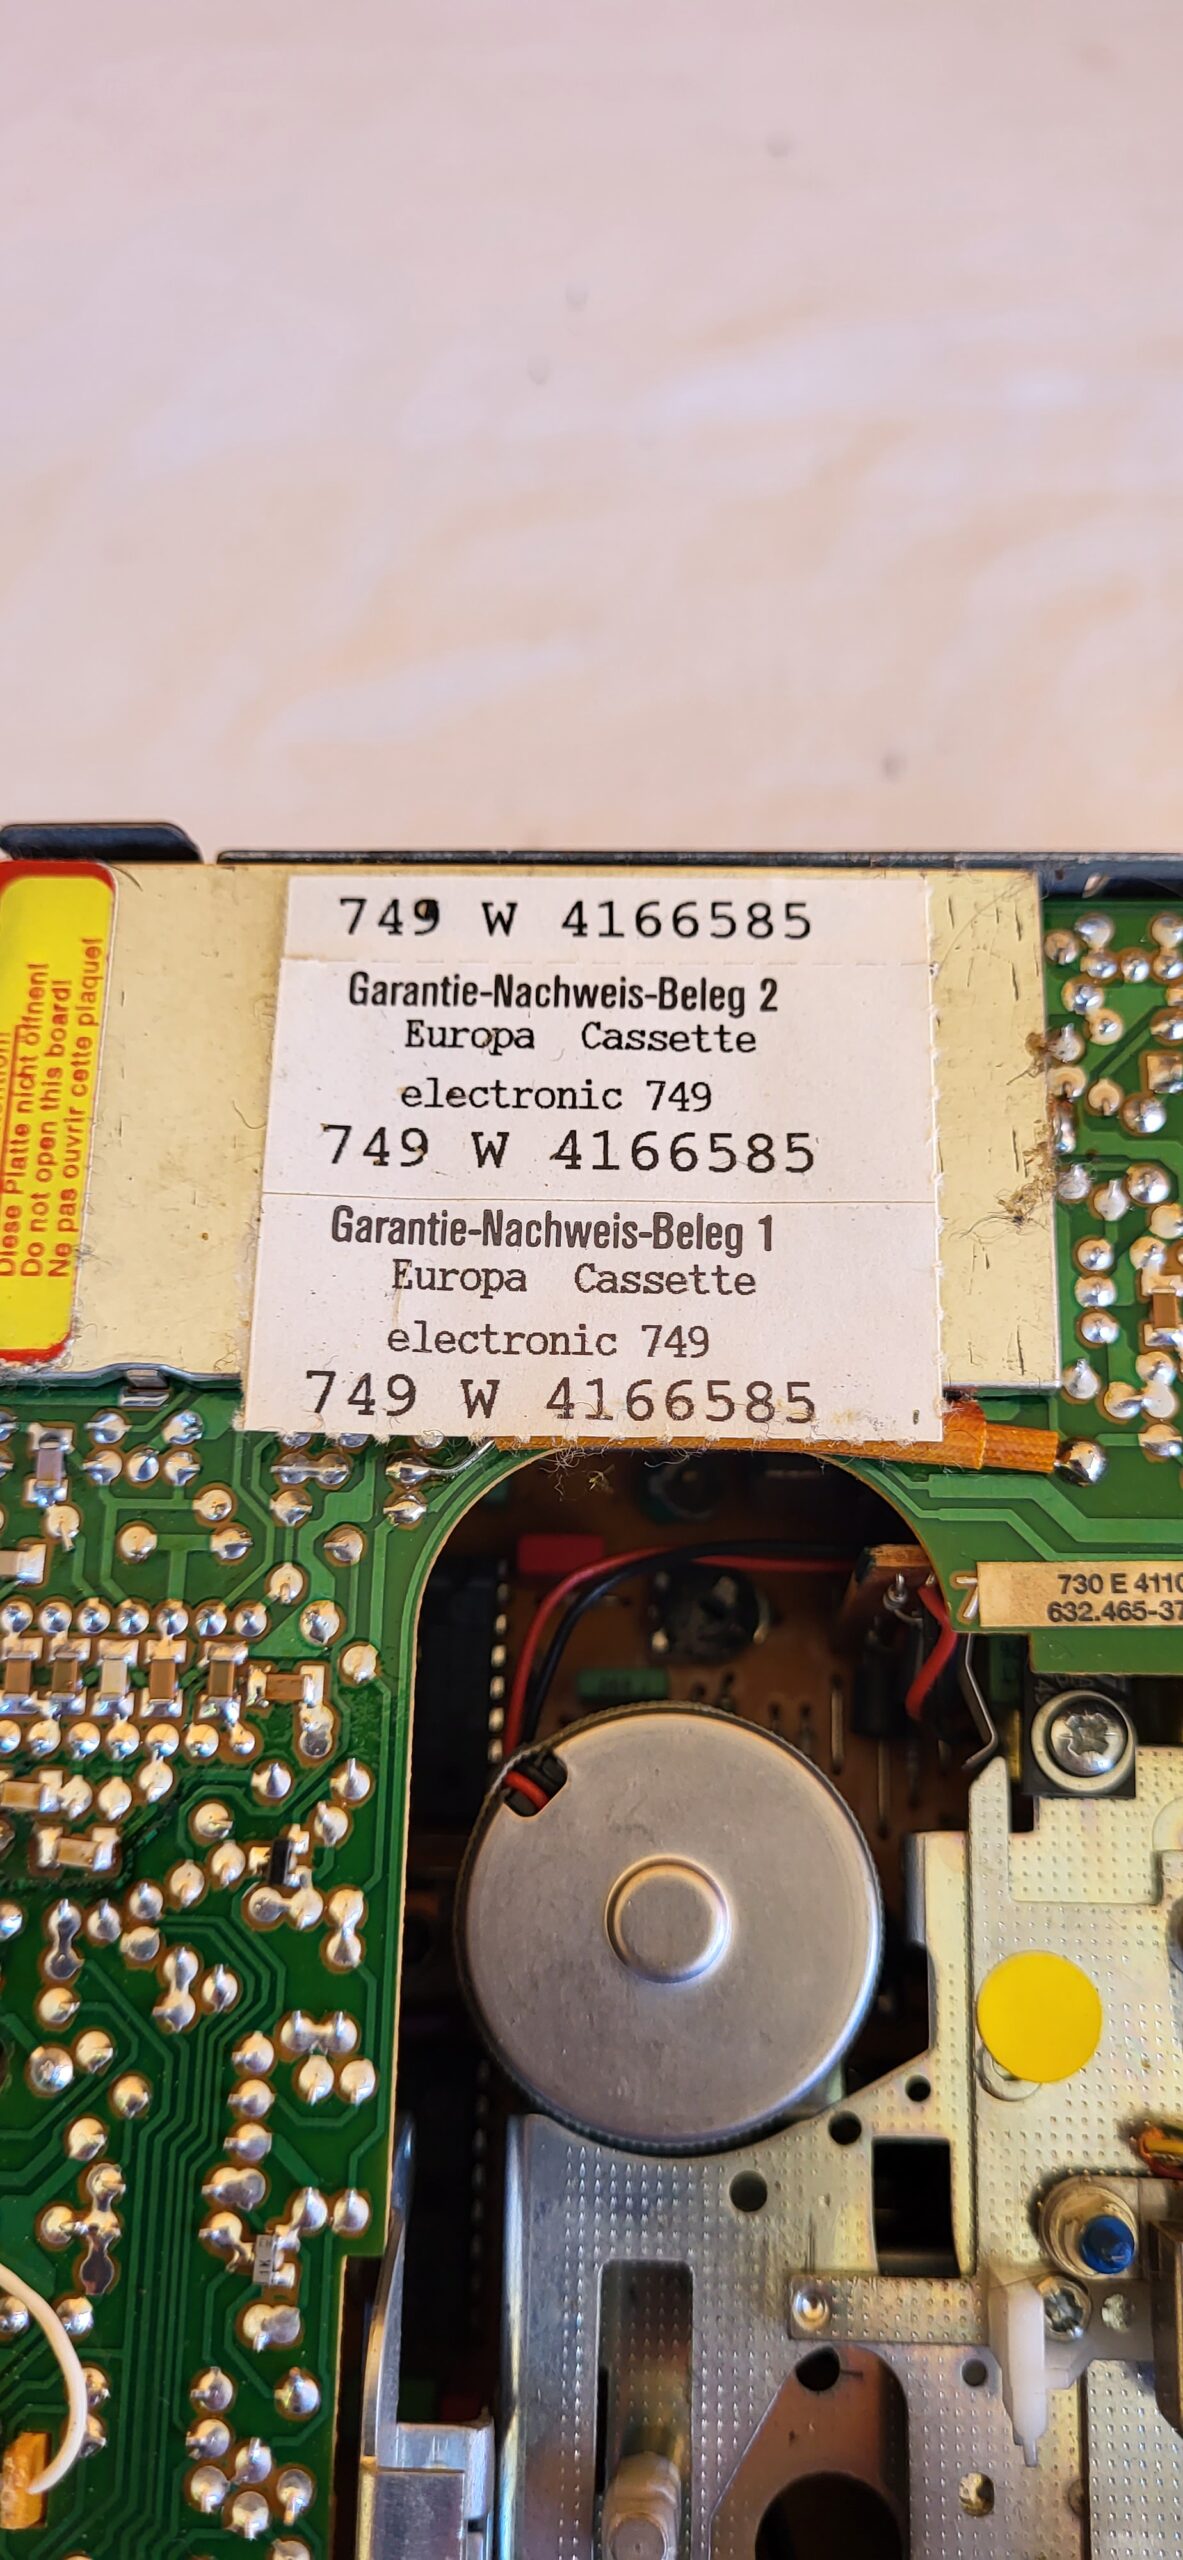 749 W 4166585
Garantie-Nachweis-Beleg 2
Europa Cassette
electronic 749
749 W 4166585
Garantie-Nachweis-Beleg 1
Europa Cassette
electronic 749
749 W 4166585
Diese Platte nicht öffnen!
Do not open this board!
Ne pas ouvrir cette plaque!
730 E 4110
632.465-37